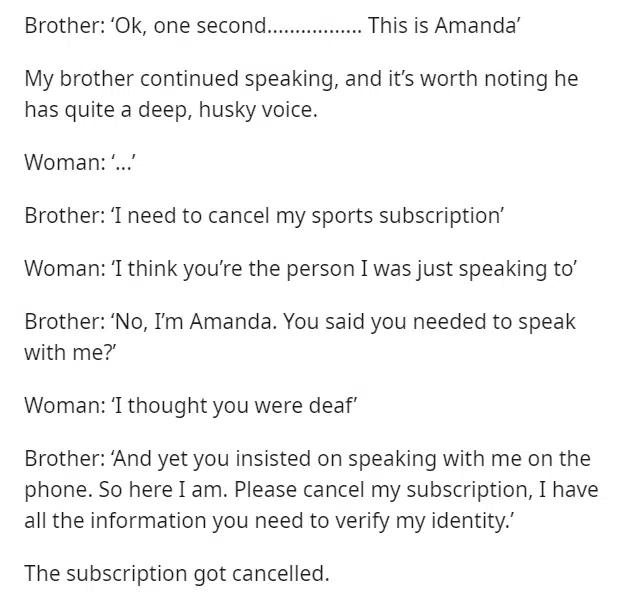 Brother: ‘Ok, one second................. This is Amanda’
My brother continued speaking, and it’s worth noting he
has quite a deep, husky voice.
Woman: ‘...’
Brother: ‘I need to cancel my sports subscription’
Woman: ‘I think you’re the person I was just speaking to’
Brother: ‘No, I’m Amanda. You said you needed to speak
with me?’
Woman: ‘I thought you were deaf’
Brother: ‘And yet you insisted on speaking with me on the
phone. So here I am. Please cancel my subscription, I have
all the information you need to verify my identity.’
The subscription got cancelled.